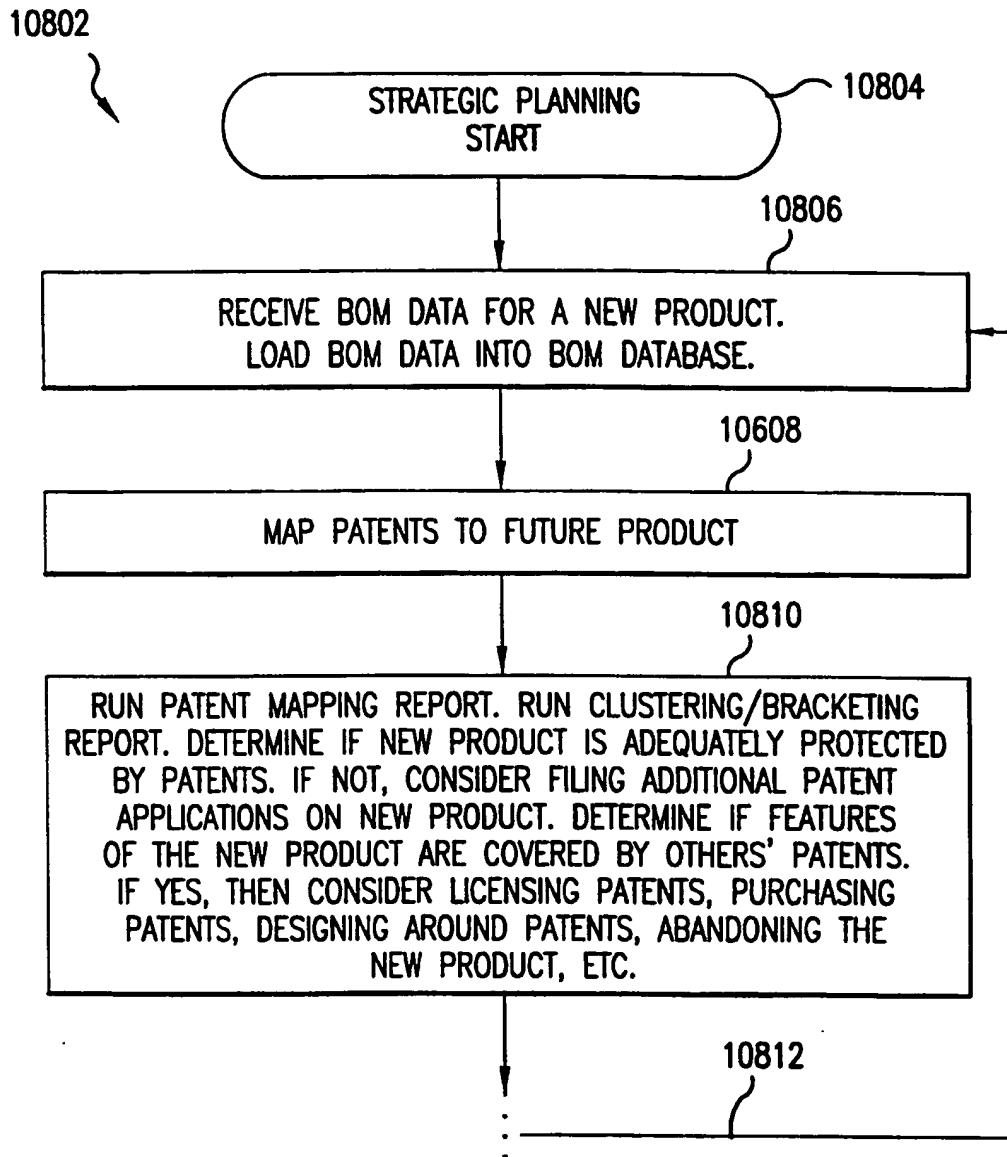 10802
STRATEGIC PLANNING
START
10804
10806
RECEIVE BOM DATA FOR A NEW PRODUCT.
LOAD BOM DATA INTO BOM DATABASE.
10608
MAP PATENTS TO FUTURE PRODUCT
10810
RUN PATENT MAPPING REPORT. RUN CLUSTERING/BRACKETING
REPORT. DETERMINE IF NEW PRODUCT IS ADEQUATELY PROTECTED
BY PATENTS. IF NOT, CONSIDER FILING ADDITIONAL PATENT
APPLICATIONS ON NEW PRODUCT. DETERMINE IF FEATURES
OF THE NEW PRODUCT ARE COVERED BY OTHERS' PATENTS.
IF YES, THEN CONSIDER LICENSING PATENTS, PURCHASING
PATENTS, DESIGNING AROUND PATENTS, ABANDONING THE
NEW PRODUCT, ETC.
10812